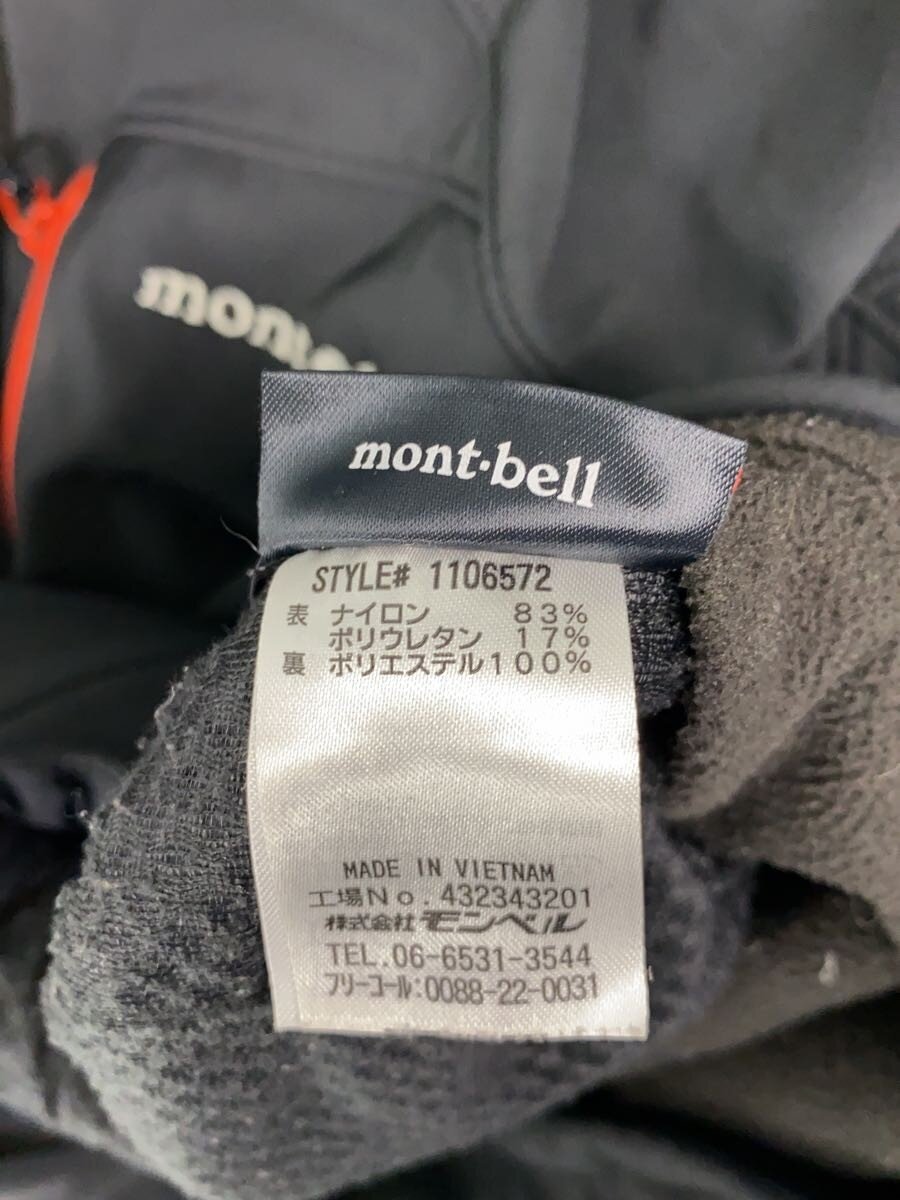 mont
mont-bell
STYLE# 1106572
表 ナイロン 83%
ポリウレタン 17%
裏 ポリエステル100%
MADE IN VIETNAM
工場No. 432343201
株式会社 モンベル
TEL.06-6531-3544
フリーコール:0088-22-0031